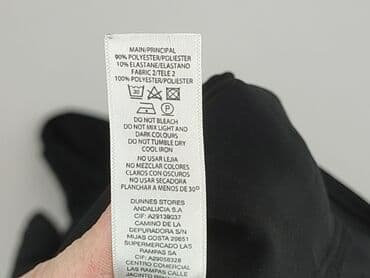 MAIN/PRINCIPAL
90% POLYESTER/POLIESTER
10% ELASTANE/ELASTANO
FABRIC 2/TELE 2
100% POLYESTER/POLIESTER
30
P
DO NOT BLEACH
DO NOT MIX LIGHT AND
DARK COLOURS
DO NOT TUMBLE DRY
COOL IRON
NO USAR LEJIA
NO MEZCLAR COLORES
CLAROS CON OSCUROS
NO USAR SECADORA
PLANCHAR A MENOS DE 30°
DUNNES STORES
ANDALUCIA S.A
CIF: A29139037
CAMINO DE LA
DEPURADORA S/N
MIJAS COSTA 29651
SUPERMERCADO LAS
RAMPAS SA
CIF: A29058328
CENTRO COMERCIAL
LAS RAMPAS CALLE